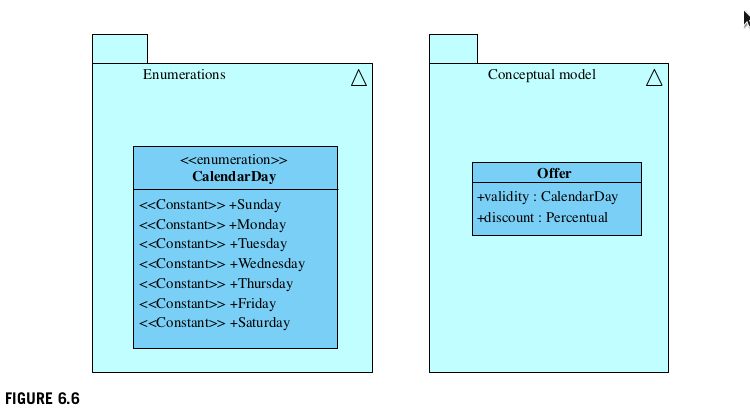 Enumerations
<<enumeration>>
CalendarDay
<<Constant>> +Sunday
<<Constant>> +Monday
<<Constant>> +Tuesday
<<Constant>> +Wednesday
<<Constant>> +Thursday
<<Constant>> +Friday
<<Constant>> +Saturday
Conceptual model
Offer
+validity : CalendarDay
+discount : Percentual
FIGURE 6.6